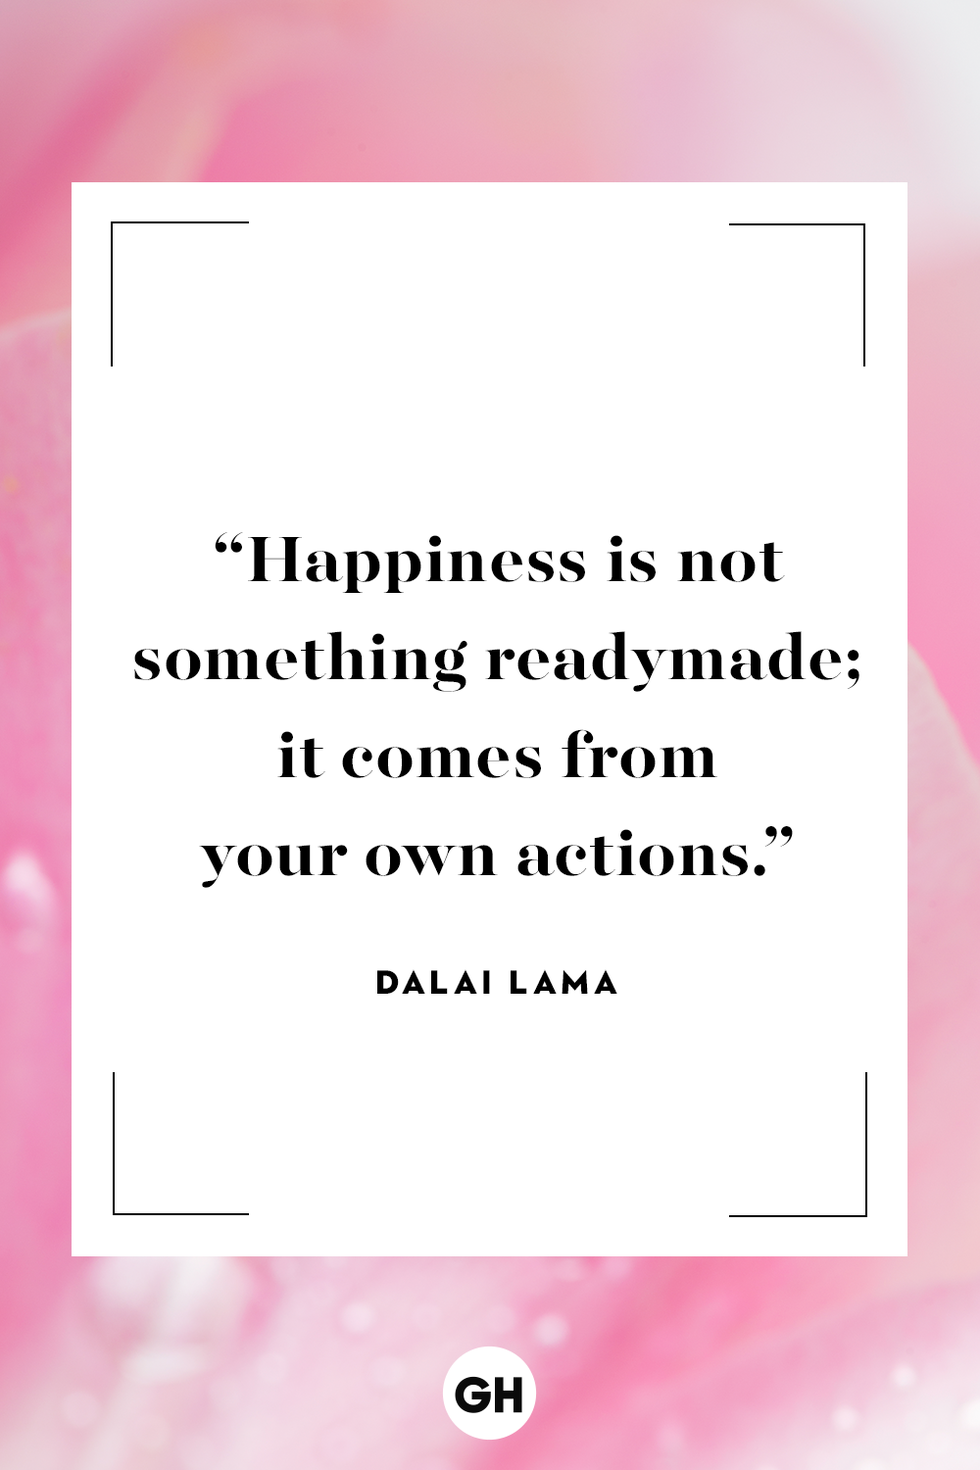 “Happiness is not
something readymade;
it comes from
your own actions.”
DALAI LAMA
GH